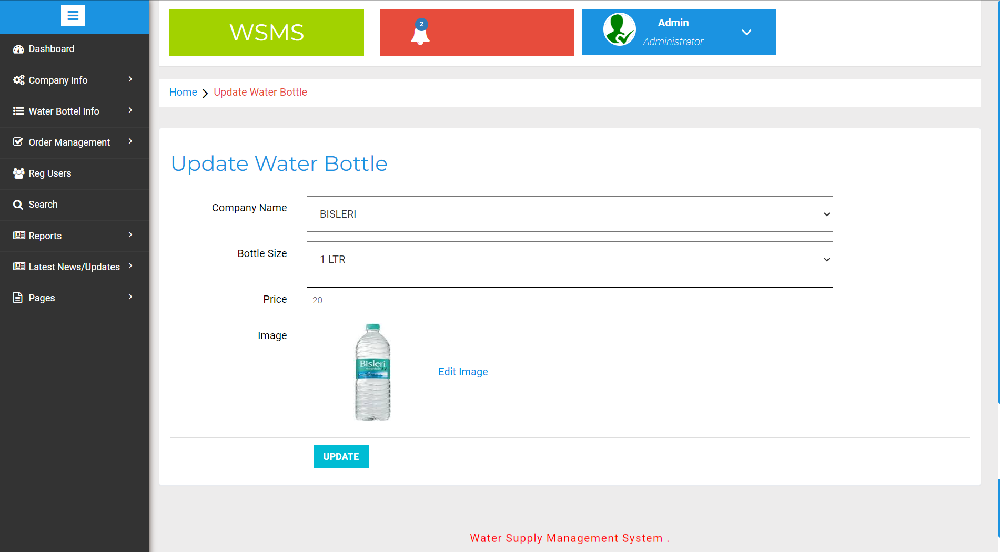 WSMS
2
Admin
Administrator
Dashboard
Company Info
Water Bottel Info
Order Management
Reg Users
Search
Reports
Latest News/Updates
Pages
Home
Update Water Bottle
Update Water Bottle
Company Name
BISLERI
Bottle Size
1 LTR
Price
20
Image
Bisleri
Edit Image
UPDATE
Water Supply Management System .